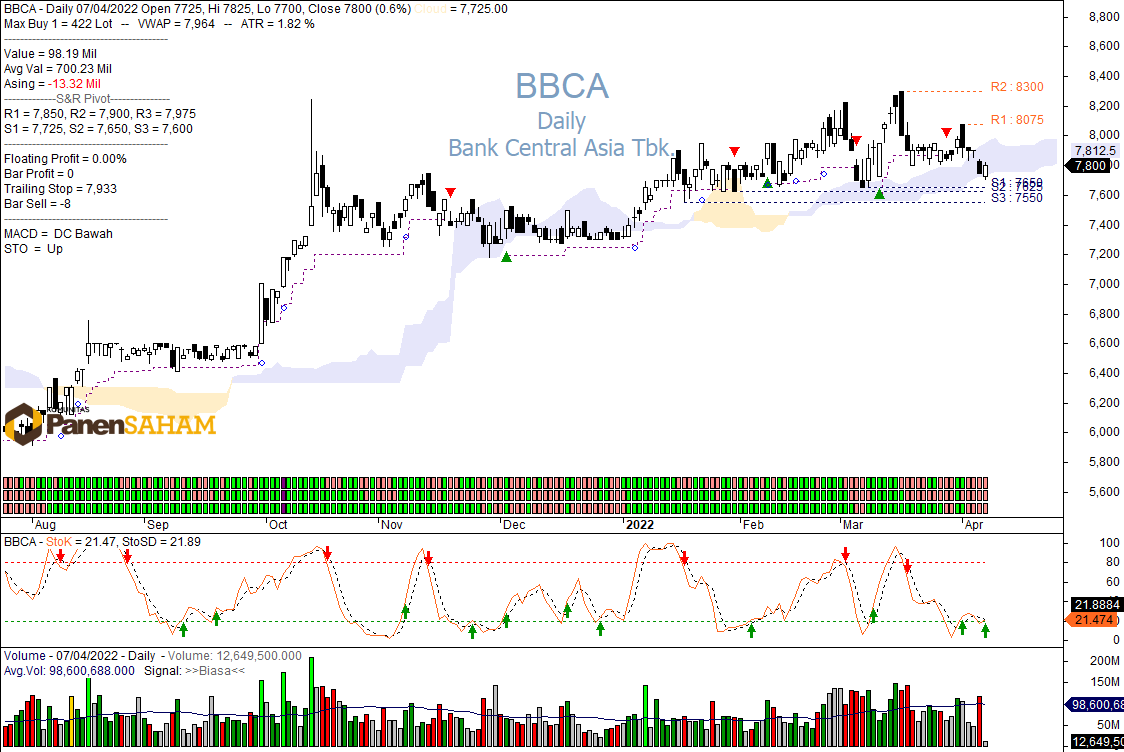 BBCA - Daily 07/04/2022 Open 7725, Hi 7825, Lo 7700, Close 7800 (0.6%) Cloud = 7,725.00
Max Buy 1 = 422 Lot -- VWAP = 7,964 -- ATR = 1.82 %
Value = 98.19 Mil
Avg Val = 700.23 Mil
Asing = -13.32 Mil
-------------S&R Pivot---------------
R1 = 7,850, R2 = 7,900, R3 = 7,975
S1 = 7,725, S2 = 7,650, S3 = 7,600
Floating Profit = 0.00%
Bar Profit = 0
Trailing Stop = 7,933
Bar Sell = -8
MACD = DC Bawah
STO = Up
BBCA
Daily
Bank Central Asia Tbk.
R2 : 8300
R1 : 8075
S1 : 7650
S2 : 7625
S3 : 7550
8,800
8,600
8,400
8,200
8,000
7,812.5
7,800
7,600
7,400
7,200
7,000
6,800
6,600
6,400
6,200
6,000
5,800
5,600
KOMUNITAS
PanenSAHAM
Aug Sep Oct Nov Dec 2022 Feb Mar Apr
BBCA - StoK = 21.47, StoSD = 21.89
100
80
60
21.8884
21.474
0
Volume - 07/04/2022 - Daily - Volume: 12,649,500.000
Avg.Vol: 98,600,688.000 Signal: >>Biasa<<
200M
150M
98,600,68
50M
12,649,50